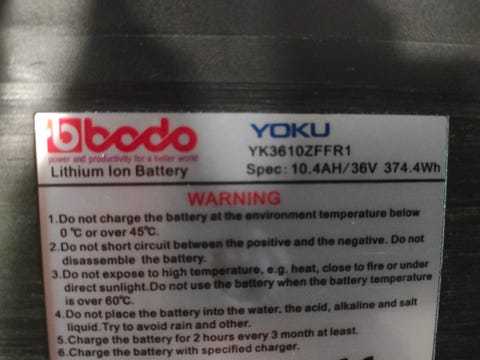 bodo
YOKU
power and productivity for a better world
YK3610ZFFR1
Lithium Ion Battery
Spec: 10.4AH/36V 374.4Wh
WARNING
1.Do not charge the battery at the environment temperature below
0 °C or over 45°C.
2.Do not short circuit between the positive and the negative. Do not
disassemble the battery.
3.Do not expose to high temperature, e.g. heat, close to fire or under
direct sunlight.Do not use the battery when the battery temperature
is over 60°C.
4.Do not place the battery into the water. the acid, alkaline and salt
liquid.Try to avoid rain and other.
5.Charge the battery for 2 hours every 3 month at least.
6.Charge the battery with specified charger.